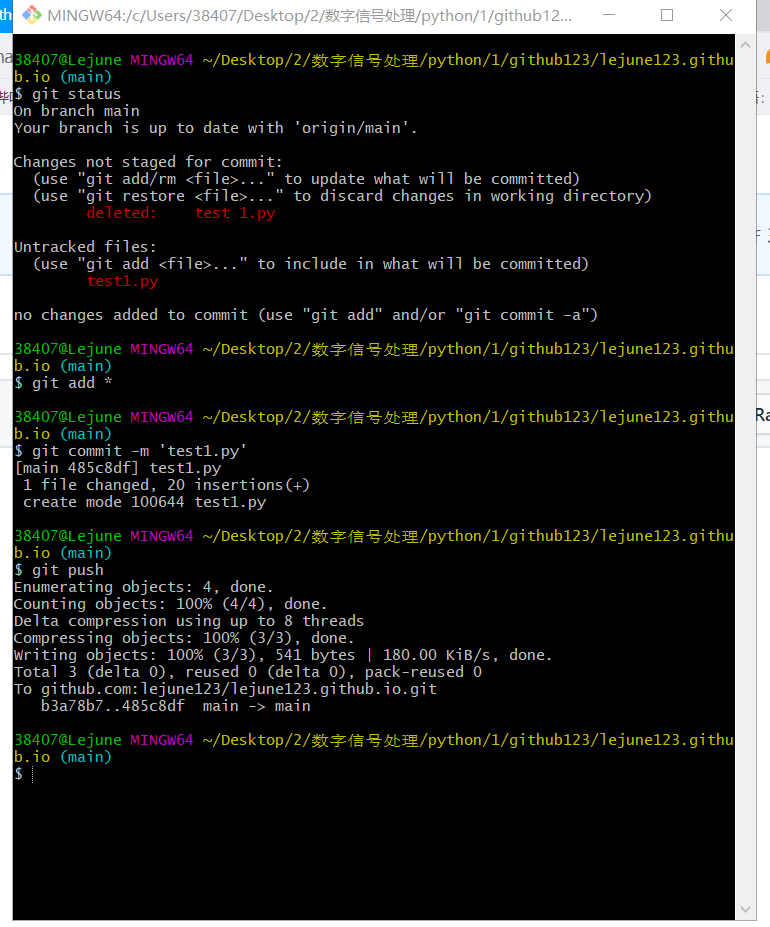 MINGW64:/c/Users/38407/Desktop/2/数字信号处理/python/1/github12...
38407@Lejune MINGW64 ~/Desktop/2/数字信号处理/python/1/github123/lejune123.githu
b.io (main)
$ git status
On branch main
Your branch is up to date with 'origin/main'.
Changes not staged for commit:
  (use "git add/rm <file>..." to update what will be committed)
  (use "git restore <file>..." to discard changes in working directory)
        deleted:    test 1.py
Untracked files:
  (use "git add <file>..." to include in what will be committed)
        test1.py
no changes added to commit (use "git add" and/or "git commit -a")
38407@Lejune MINGW64 ~/Desktop/2/数字信号处理/python/1/github123/lejune123.githu
b.io (main)
$ git add *
38407@Lejune MINGW64 ~/Desktop/2/数字信号处理/python/1/github123/lejune123.githu
b.io (main)
$ git commit -m 'test1.py'
[main 485c8df] test1.py
 1 file changed, 20 insertions(+)
 create mode 100644 test1.py
38407@Lejune MINGW64 ~/Desktop/2/数字信号处理/python/1/github123/lejune123.githu
b.io (main)
$ git push
Enumerating objects: 4, done.
Counting objects: 100% (4/4), done.
Delta compression using up to 8 threads
Compressing objects: 100% (3/3), done.
Writing objects: 100% (3/3), 541 bytes | 180.00 KiB/s, done.
Total 3 (delta 0), reused 0 (delta 0), pack-reused 0
To github.com:lejune123/lejune123.github.io.git
   b3a78b7..485c8df  main -> main
38407@Lejune MINGW64 ~/Desktop/2/数字信号处理/python/1/github123/lejune123.githu
b.io (main)
$